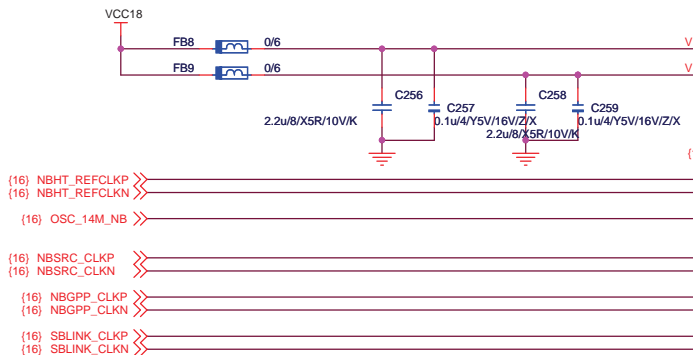 VCC18
FB8 0/6
V
FB9 0/6
V
C256
2.2u/8/X5R/10V/K
C257
0.1u/4/Y5V/16V/Z/X
C258
2.2u/8/X5R/10V/K
C259
0.1u/4/Y5V/16V/Z/X
{16} NBHT_REFCLKP
{16} NBHT_REFCLKN
{16} OSC_14M_NB
{16} NBSRC_CLKP
{16} NBSRC_CLKN
{16} NBGPP_CLKP
{16} NBGPP_CLKN
{16} SBLINK_CLKP
{16} SBLINK_CLKN